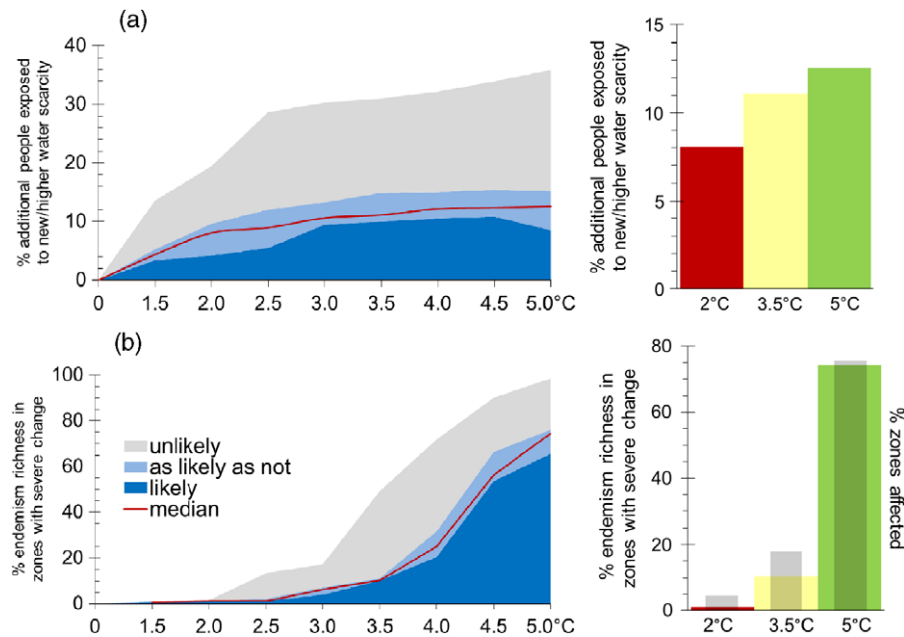 (a)
% additional people exposed
to new/higher water scarcity
40
30
20
10
0
0 1.5 2.0 2.5 3.0 3.5 4.0 4.5 5.0°C
% additional people exposed
to new/higher water scarcity
15
10
5
0
2°C 3.5°C 5°C
(b)
% endemism richness in
zones with severe change
100
80
60
40
20
0
unlikely
as likely as not
likely
median
0 1.5 2.0 2.5 3.0 3.5 4.0 4.5 5.0°C
% endemism richness in
zones with severe change
80
60
40
20
0
2°C 3.5°C 5°C
% zones affected